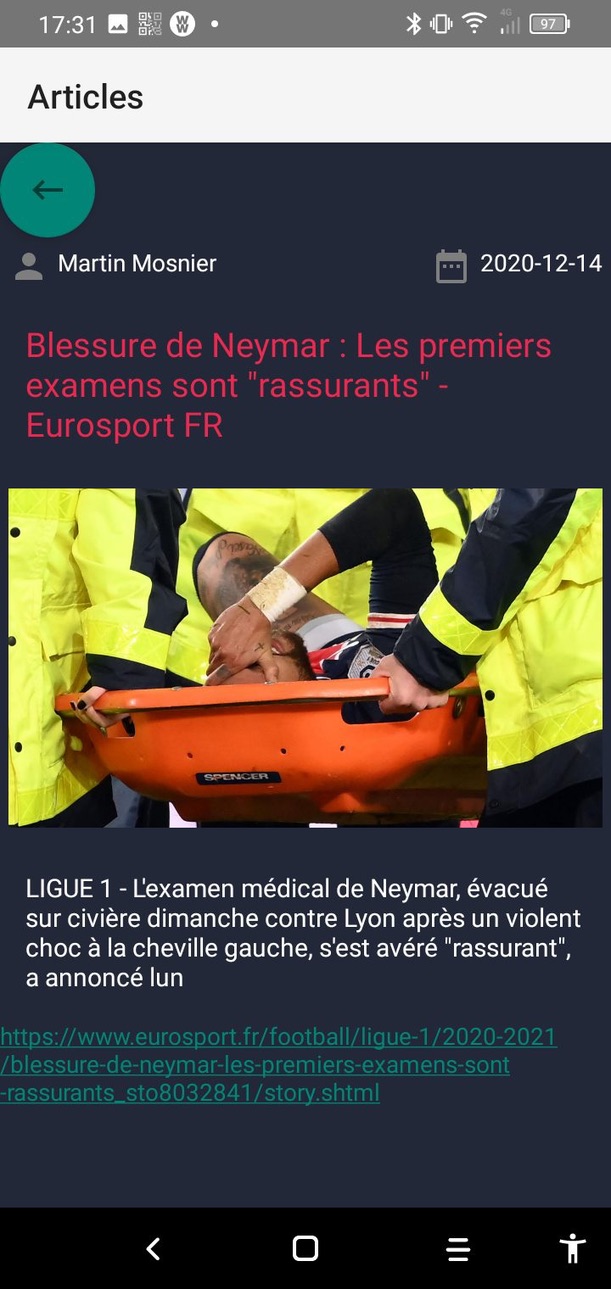 17:31
4G
97
Articles
Martin Mosnier
2020-12-14
Blessure de Neymar : Les premiers
examens sont "rassurants" -
Eurosport FR
SPENCER
LIGUE 1 - L'examen médical de Neymar, évacué
sur civière dimanche contre Lyon après un violent
choc à la cheville gauche, s'est avéré "rassurant",
a annoncé lun
https://www.eurosport.fr/football/ligue-1/2020-2021
/blessure-de-neymar-les-premiers-examens-sont
-rassurants_sto8032841/story.shtml